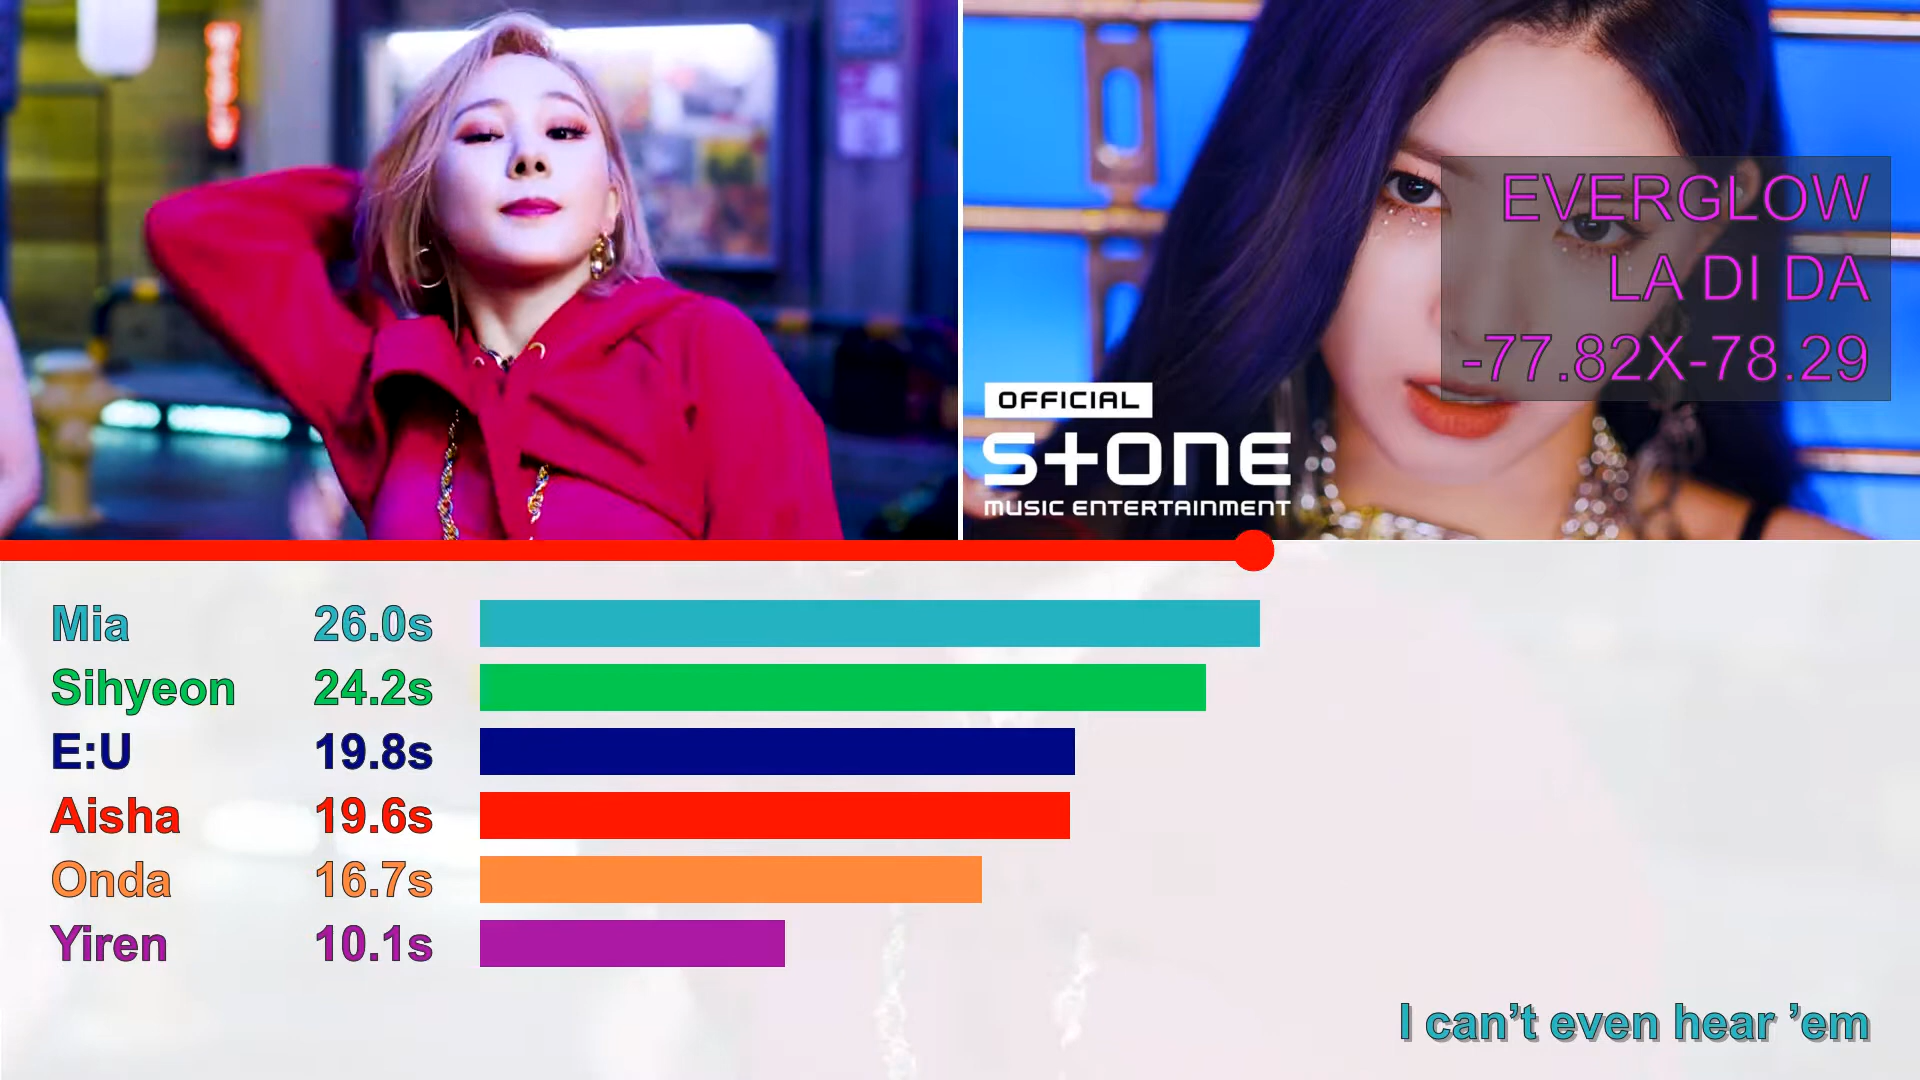 EVERGLOW
LA DI DA
-77.82X-78.29
OFFICIAL
STONE
MUSIC ENTERTAINMENT
Mia 26.0s
Sihyeon 24.2s
E:U 19.8s
Aisha 19.6s
Onda 16.7s
Yiren 10.1s
I can’t even hear ’em